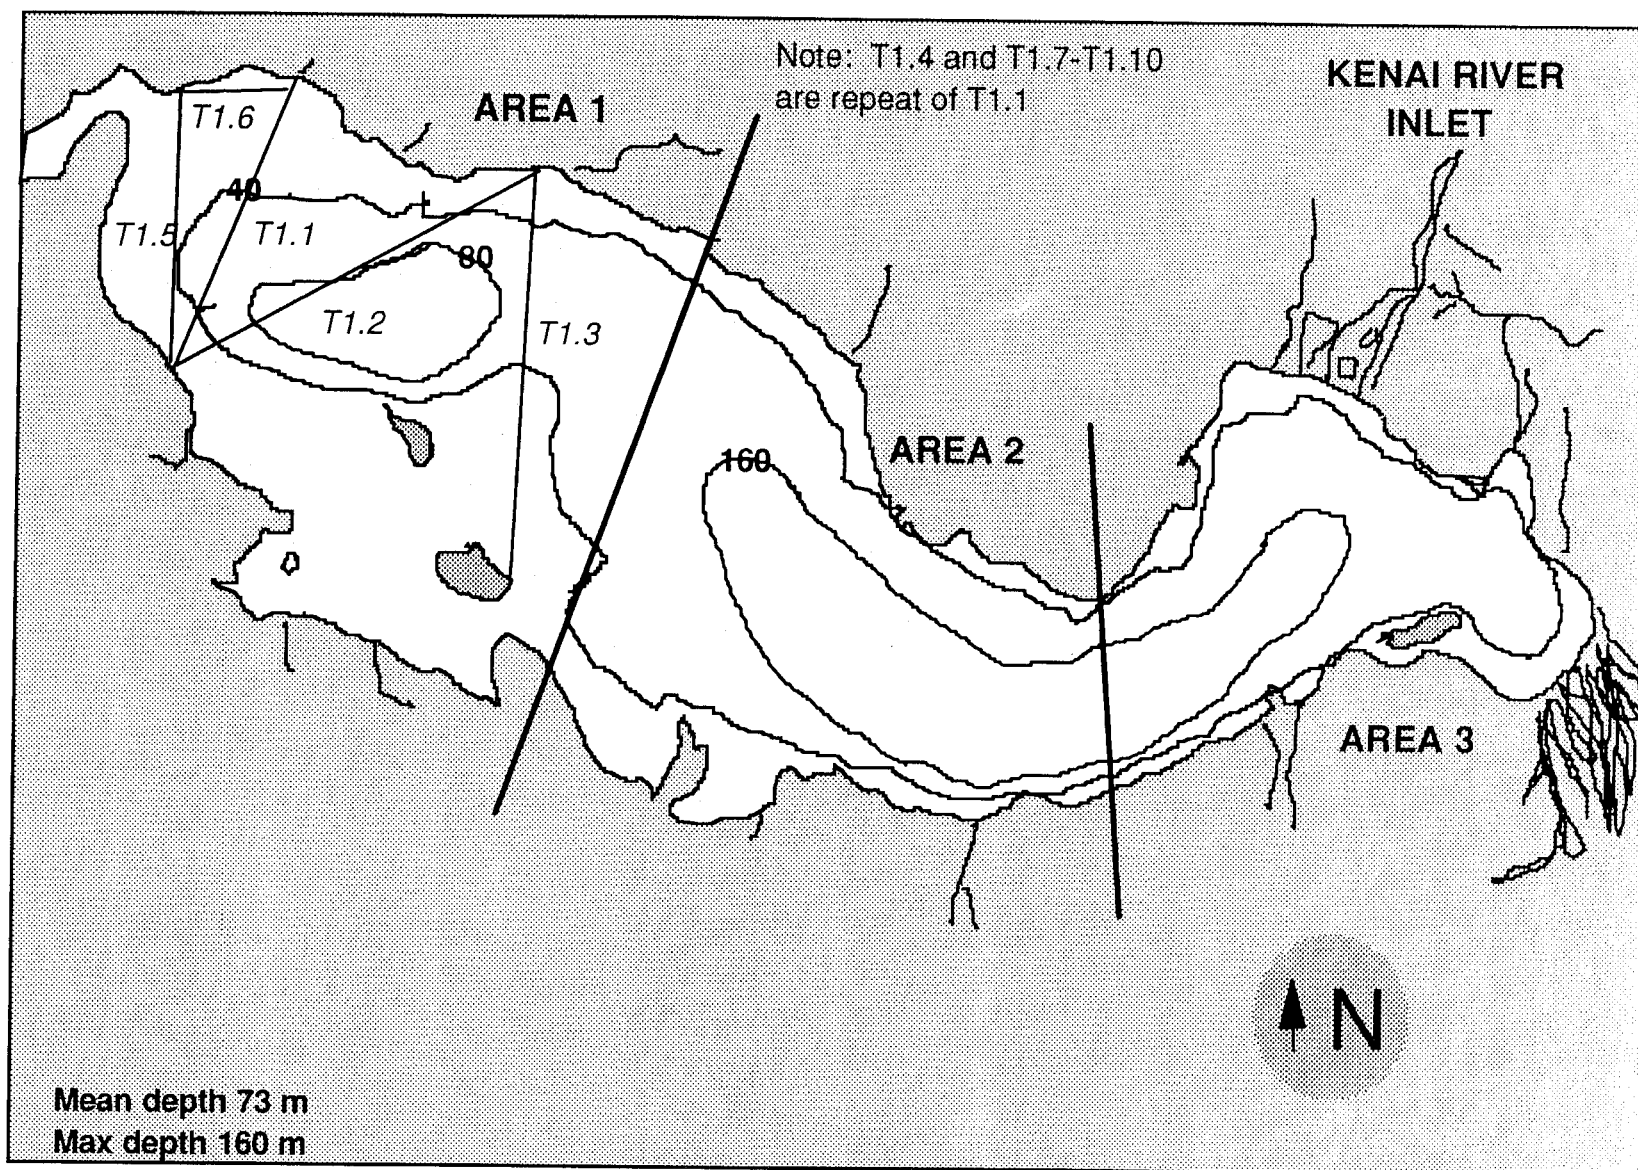 Note: T1.4 and T1.7-T1.10
are repeat of T1.1
KENAI RIVER
INLET
AREA 1
T1.6
40
T1.5
T1.1
80
T1.2
T1.3
AREA 2
160
AREA 3
N
Mean depth 73 m
Max depth 160 m